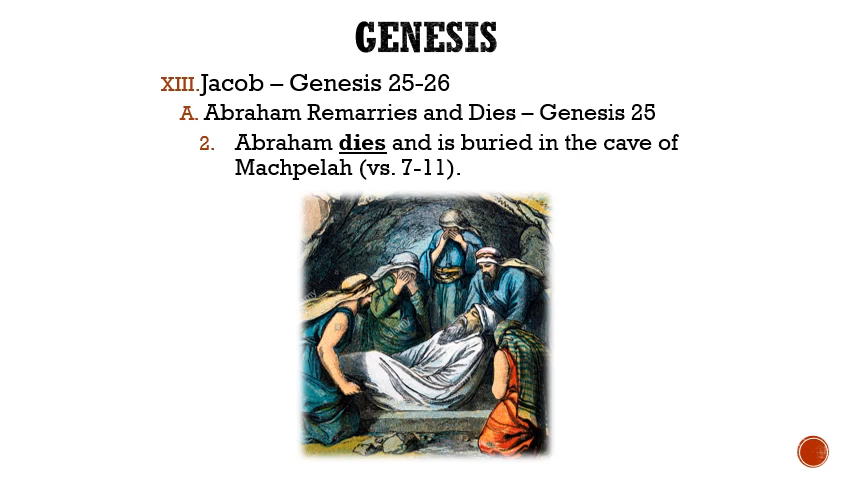 GENESIS
XIII. Jacob – Genesis 25-26
A. Abraham Remarries and Dies – Genesis 25
2. Abraham dies and is buried in the cave of
Machpelah (vs. 7-11).